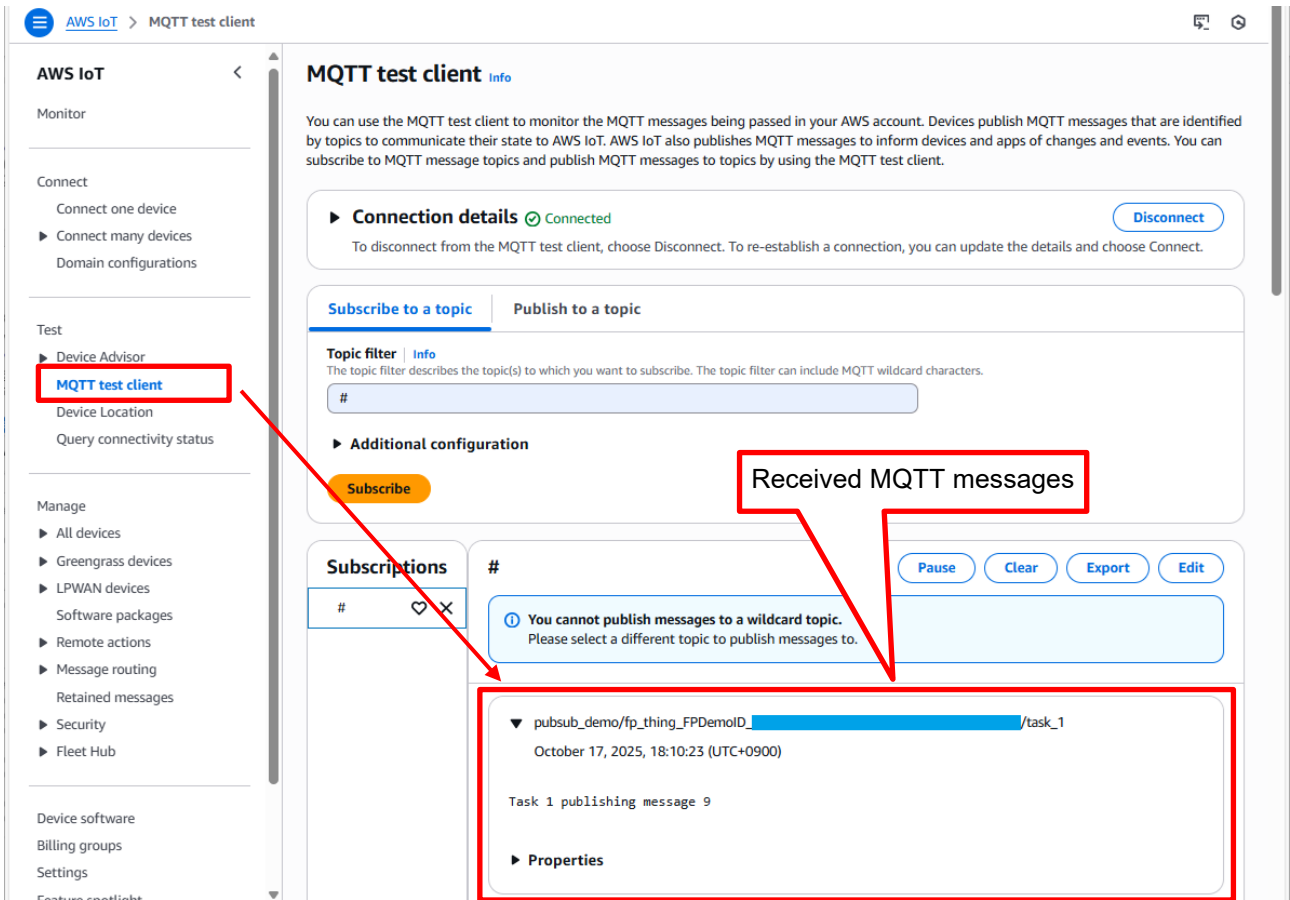 AWS IoT > MQTT test client
AWS IoT
Monitor
Connect
Connect one device
Connect many devices
Domain configurations
Test
Device Advisor
MQTT test client
Device Location
Query connectivity status
Manage
All devices
Greengrass devices
LPWAN devices
Software packages
Remote actions
Message routing
Retained messages
Security
Fleet Hub
Device software
Billing groups
Settings
Feature spotlight
MQTT test client Info
You can use the MQTT test client to monitor the MQTT messages being passed in your AWS account. Devices publish MQTT messages that are identified
by topics to communicate their state to AWS IoT. AWS IoT also publishes MQTT messages to inform devices and apps of changes and events. You can
subscribe to MQTT message topics and publish MQTT messages to topics by using the MQTT test client.
Connection details Connected
Disconnect
To disconnect from the MQTT test client, choose Disconnect. To re-establish a connection, you can update the details and choose Connect.
Subscribe to a topic
Publish to a topic
Topic filter | Info
The topic filter describes the topic(s) to which you want to subscribe. The topic filter can include MQTT wildcard characters.
#
Additional configuration
Subscribe
Received MQTT messages
Subscriptions
#
#
Pause
Clear
Export
Edit
You cannot publish messages to a wildcard topic.
Please select a different topic to publish messages to.
pubsub_demo/fp_thing_FPDemoID_ /task_1
October 17, 2025, 18:10:23 (UTC+0900)
Task 1 publishing message 9
Properties